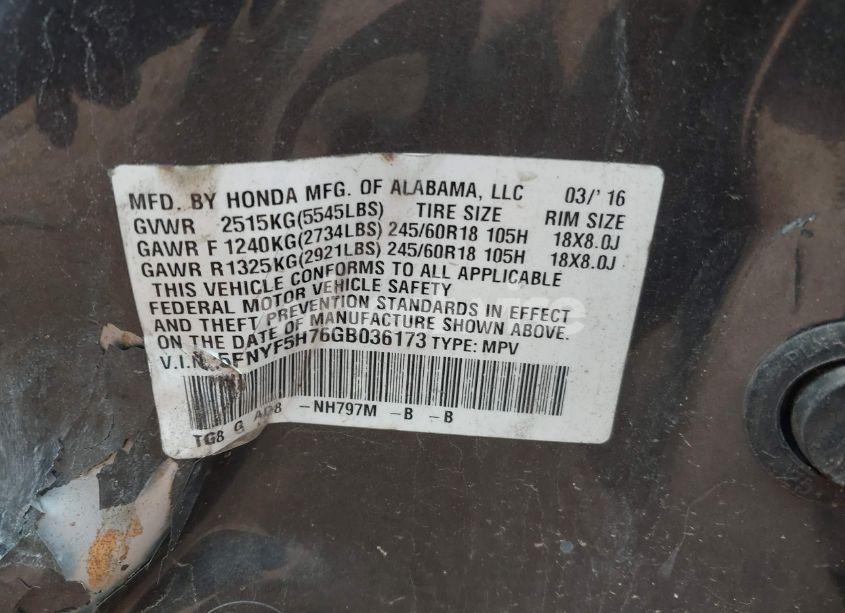 MFD. BY HONDA MFG. OF ALABAMA, LLC 03/'16
GVWR 2515KG(5545LBS) TIRE SIZE RIM SIZE
GAWR F 1240KG(2734LBS) 245/60R18 105H 18X8.0J
GAWR R1325KG(2921LBS) 245/60R18 105H 18X8.0J
THIS VEHICLE CONFORMS TO ALL APPLICABLE
FEDERAL MOTOR VEHICLE SAFETY
AND THEFT PREVENTION STANDARDS IN EFFECT
ON THE DATE OF MANUFACTURE SHOWN ABOVE.
V.I.N. 5FNYF5H76GB036173 TYPE: MPV
TG8 G -NH797M -B -B